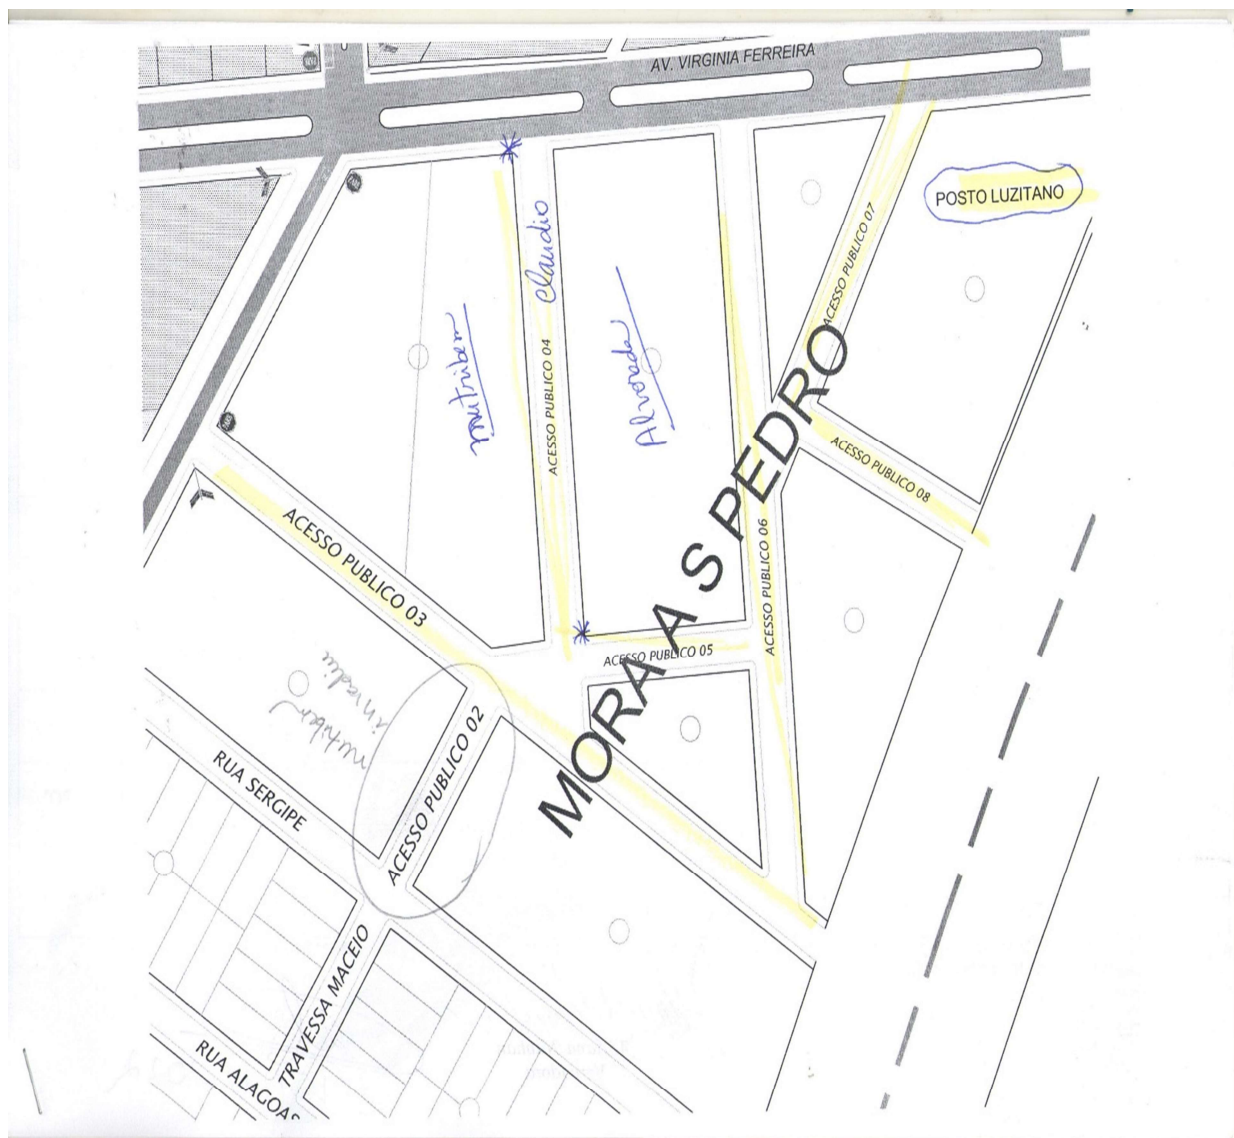 AV. VIRGINIA FERREIRA
POSTO LUZITANO
ACESSO PUBLICO 07
Claudio
mutribem
Alvorada
ACESSO PUBLICO 04
ACESSO PUBLICO 08
ACESSO PUBLICO 03
ACESSO PUBLICO 06
MORA A S PEDRO
ACESSO PUBLICO 05
ACESSO PUBLICO 02
RUA SERGIPE
TRAVESSA MACEIO
RUA ALAGOAS